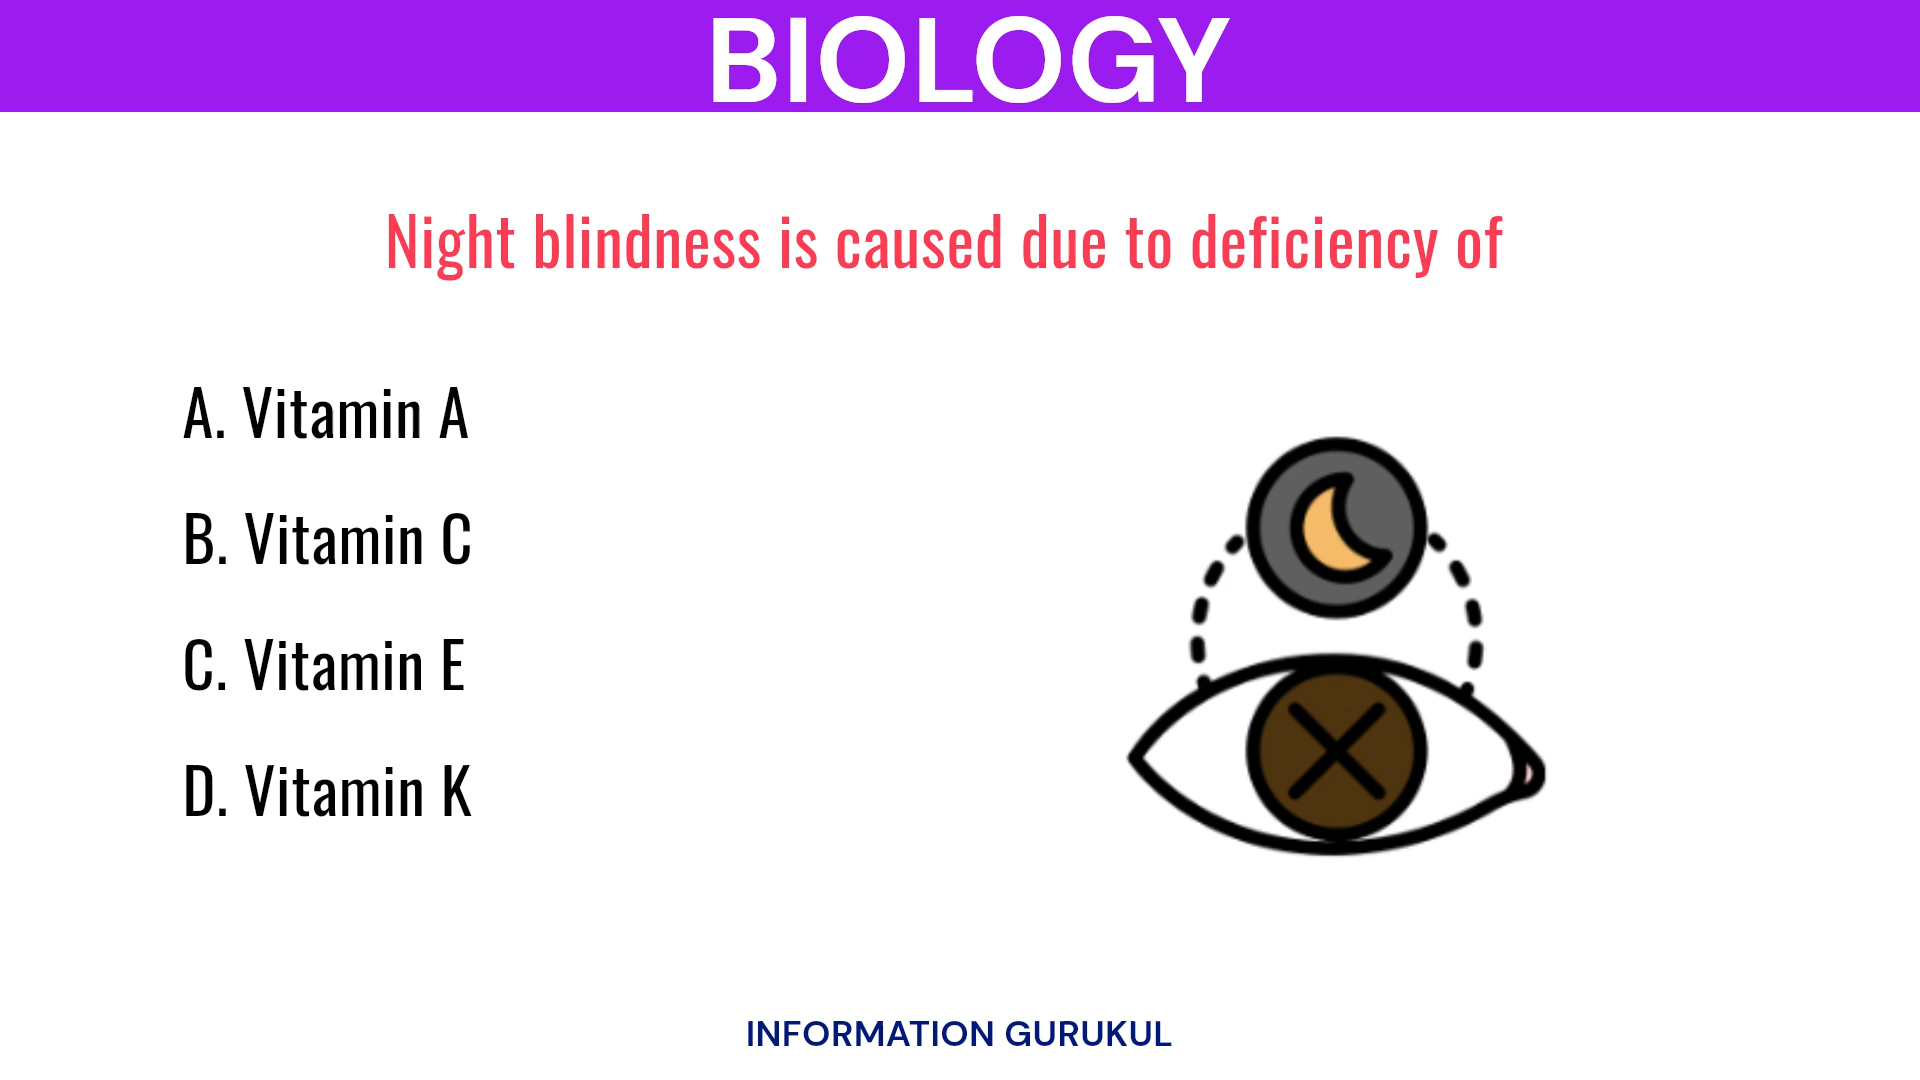 BIOLOGY
Night blindness is caused due to deficiency of
A. Vitamin A
B. Vitamin C
C. Vitamin E
D. Vitamin K
INFORMATION GURUKUL